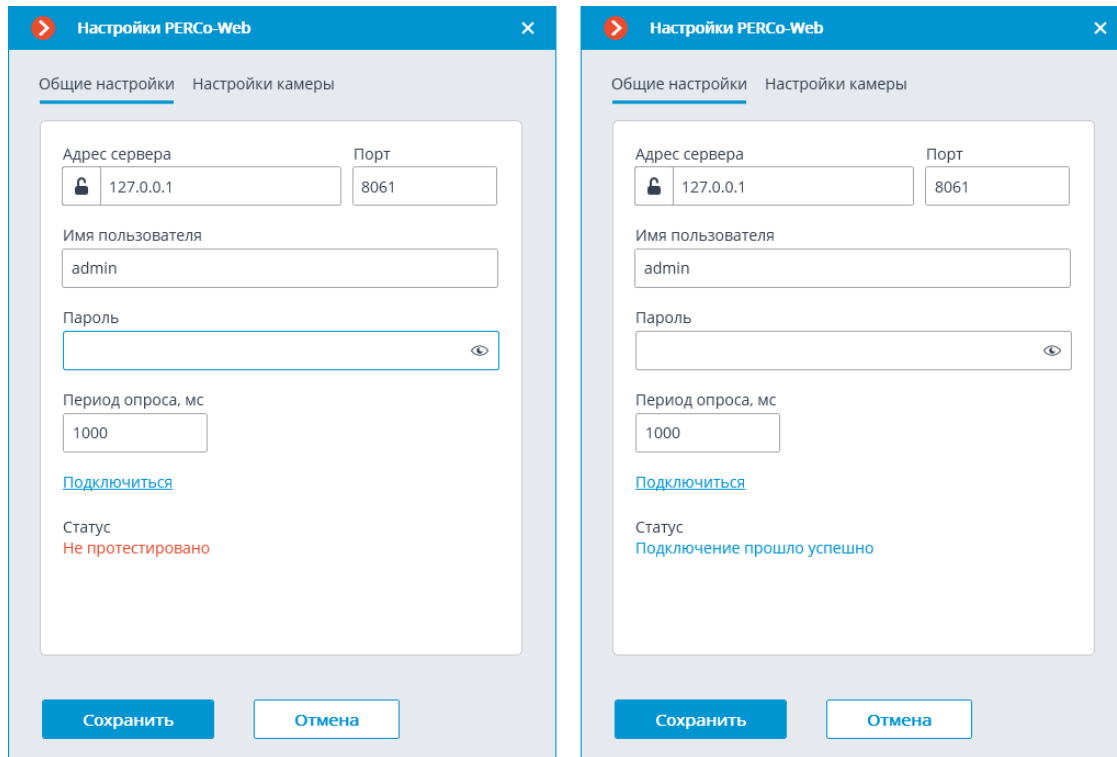 Настройки PERCo-Web
Общие настройки Настройки камеры
Адрес сервера Порт
127.0.0.1 8061
Имя пользователя
admin
Пароль
Период опроса, мс
1000
Подключиться
Статус
Не протестировано
Сохранить Отмена
Настройки PERCo-Web
Общие настройки Настройки камеры
Адрес сервера Порт
127.0.0.1 8061
Имя пользователя
admin
Пароль
Период опроса, мс
1000
Подключиться
Статус
Подключение прошло успешно
Сохранить Отмена